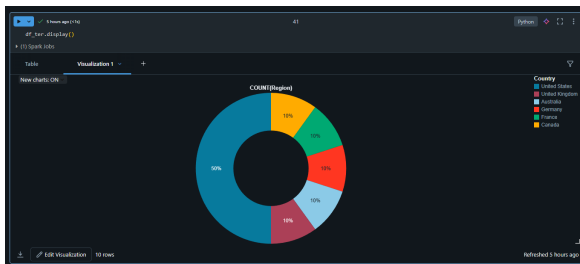 5 hours ago (<1s)
41
Python
df_ter.display()
(1) Spark Jobs
Table
Visualization 1
+
New charts: ON
COUNT(Region)
Country
United States
United Kingdom
Australia
Germany
France
Canada
10%
10%
50%
10%
10%
10%
Edit Visualization
10 rows
Refreshed 5 hours ago